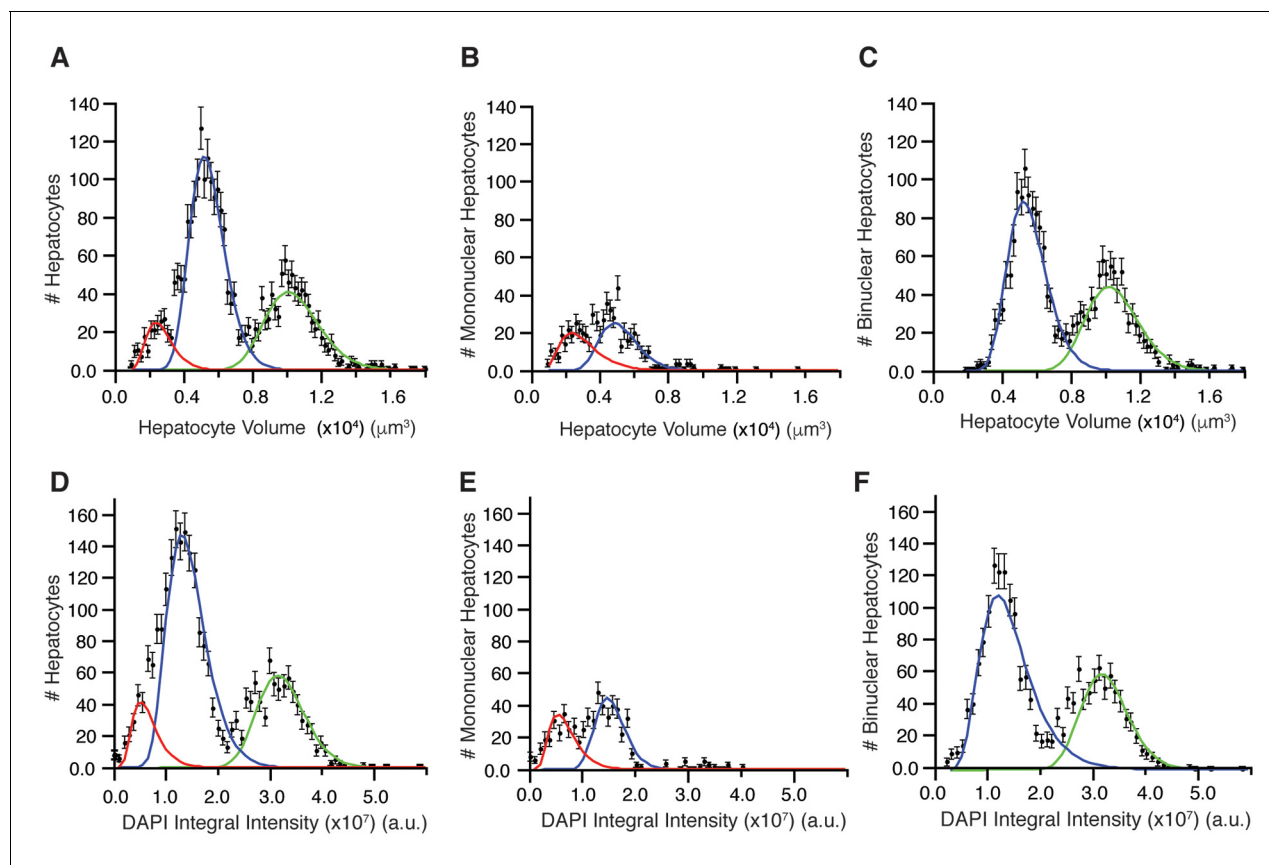 A
B
C
# Hepatocytes
140
120
100
80
60
40
20
0.0
0.0 0.4 0.8 1.2 1.6
Hepatocyte Volume (x10⁴) (μm³)
# Mononuclear Hepatocytes
140
120
100
80
60
40
20
0.0
0.0 0.4 0.8 1.2 1.6
Hepatocyte Volume (x10⁴) (μm³)
# Binuclear Hepatocytes
140
120
100
80
60
40
20
0.0
0.0 0.4 0.8 1.2 1.6
Hepatocyte Volume (x10⁴) (μm³)
D
E
F
# Hepatocytes
160
140
120
100
80
60
40
20
0.0
0.0 1.0 2.0 3.0 4.0 5.0
DAPI Integral Intensity (x10⁷) (a.u.)
# Mononuclear Hepatocytes
160
140
120
100
80
60
40
20
0.0
0.0 1.0 2.0 3.0 4.0 5.0
DAPI Integral Intensity (x10⁷) (a.u.)
# Binuclear Hepatocytes
160
140
120
100
80
60
40
20
0.0
0.0 1.0 2.0 3.0 4.0 5.0
DAPI Integral Intensity (x10⁷) (a.u.)